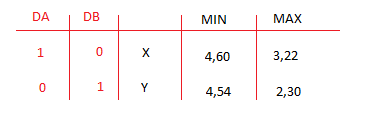 DA DB MIN MAX
1 0 X 4,60 3,22
0 1 Y 4,54 2,30